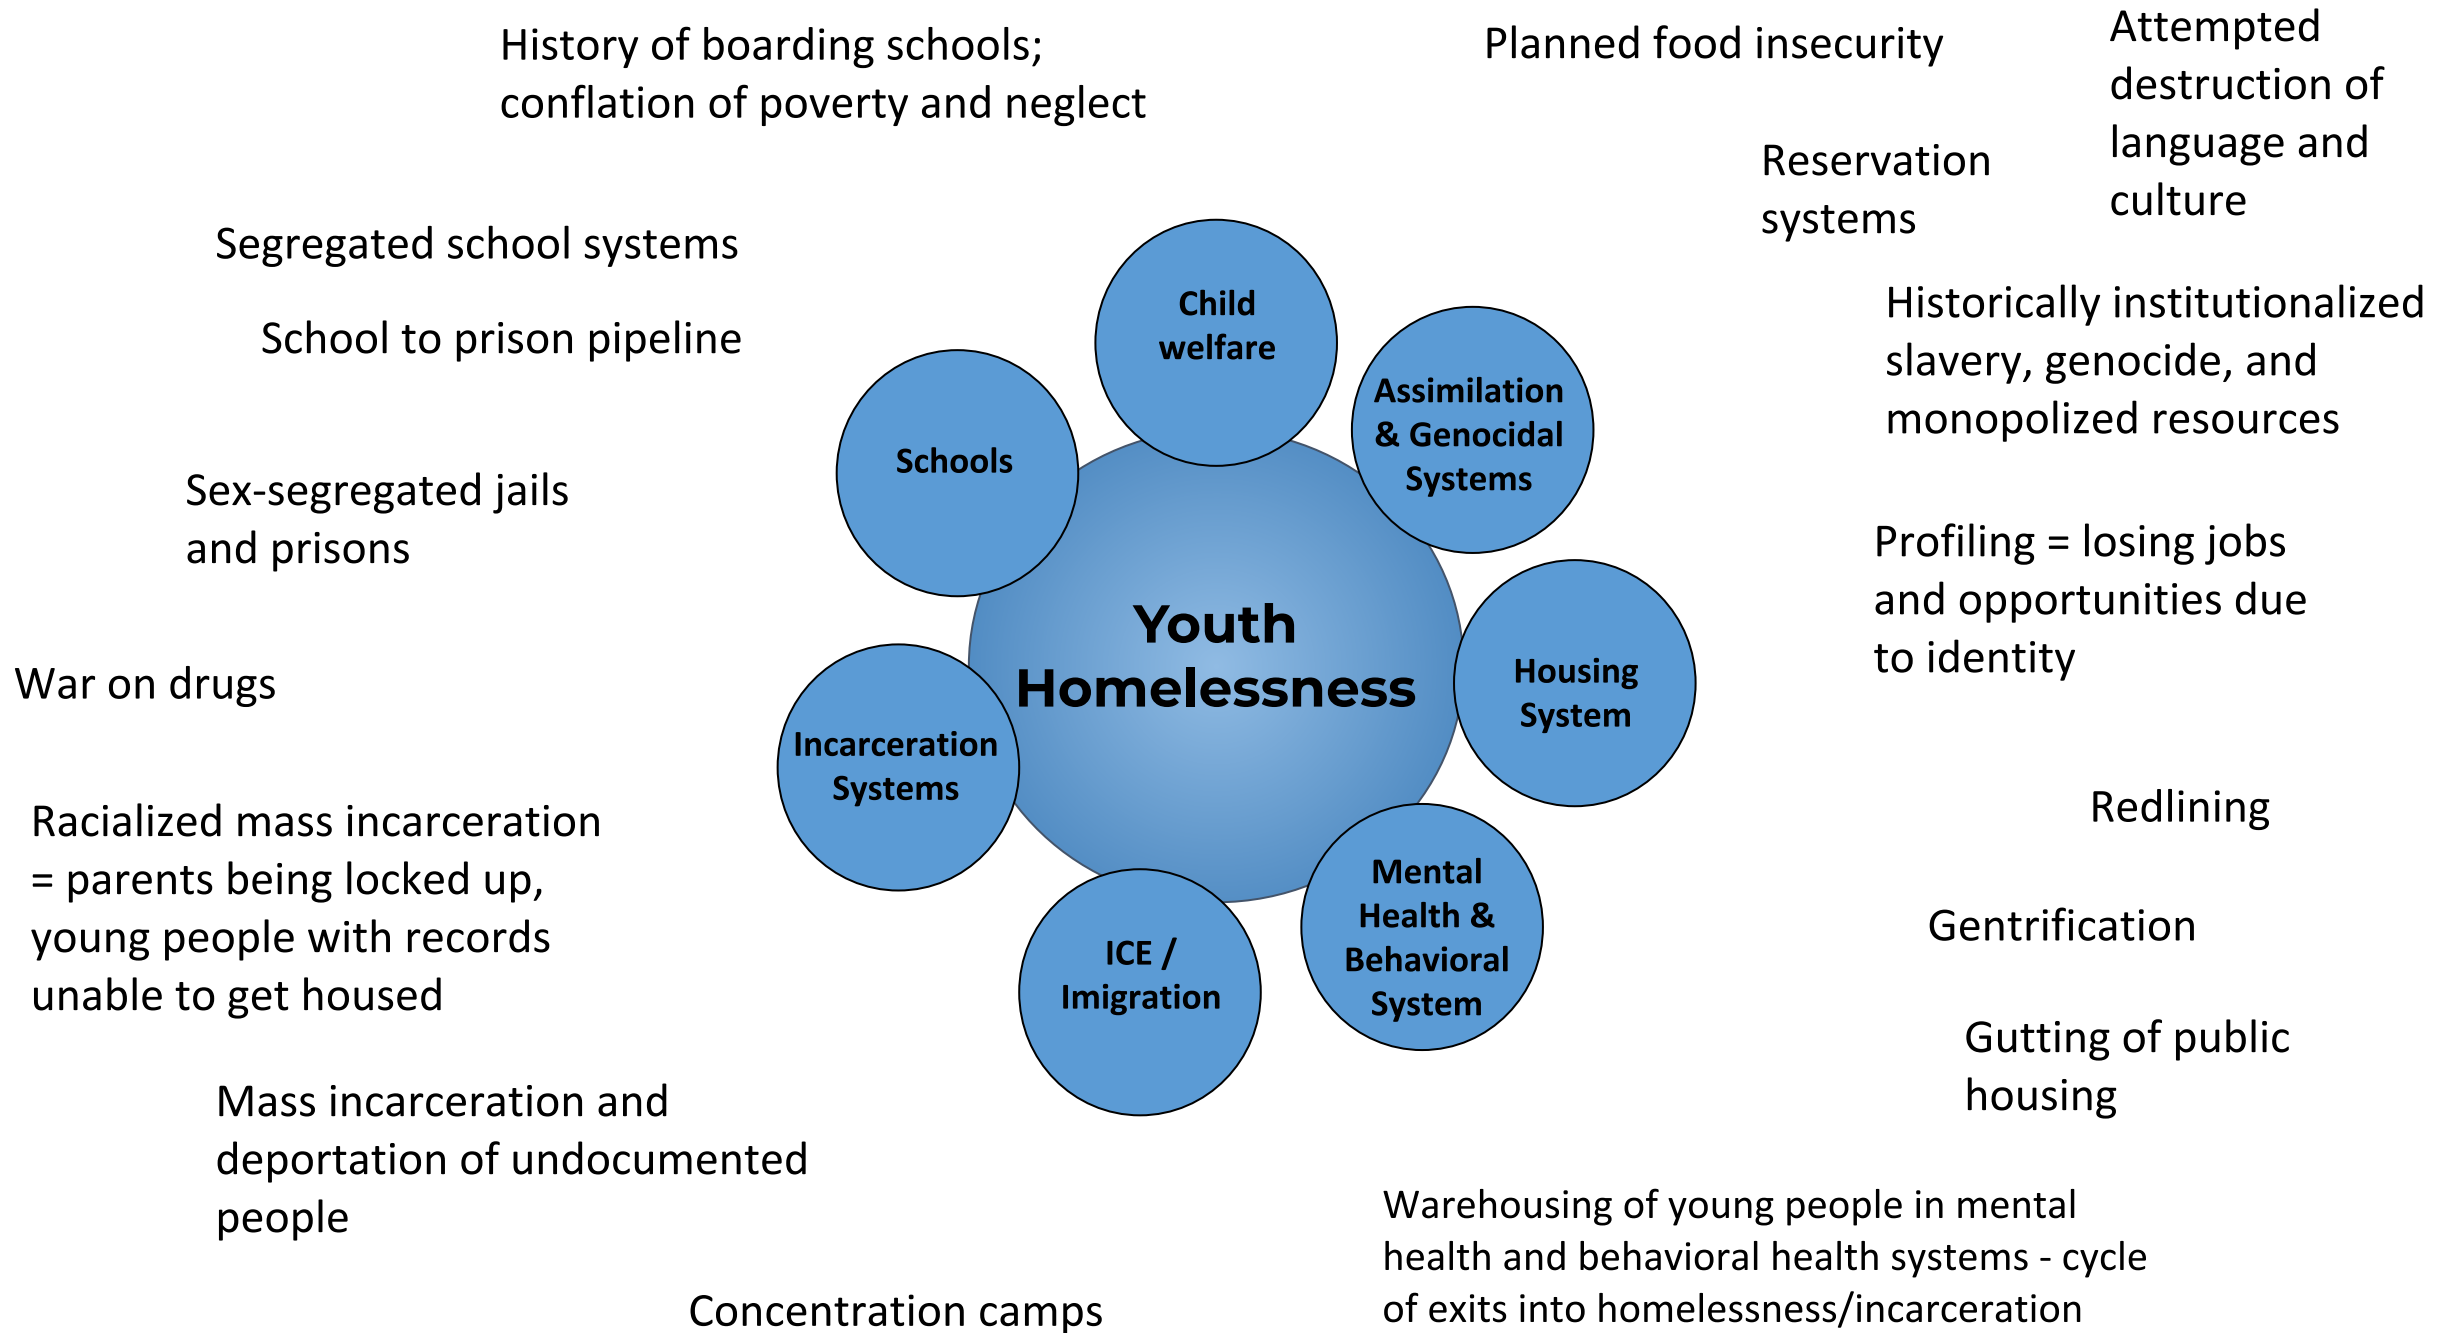 History of boarding schools;
conflation of poverty and neglect
Planned food insecurity
Attempted
destruction of
language and
culture
Reservation
systems
Segregated school systems
School to prison pipeline
Historically institutionalized
slavery, genocide, and
monopolized resources
Child
welfare
Assimilation
& Genocidal
Systems
Schools
Sex-segregated jails
and prisons
Profiling = losing jobs
and opportunities due
to identity
Youth
Homelessness
Housing
System
War on drugs
Incarceration
Systems
Redlining
Racialized mass incarceration
= parents being locked up,
young people with records
unable to get housed
Mental
Health &
Behavioral
System
Gentrification
ICE /
Imigration
Gutting of public
housing
Mass incarceration and
deportation of undocumented
people
Warehousing of young people in mental
health and behavioral health systems - cycle
of exits into homelessness/incarceration
Concentration camps